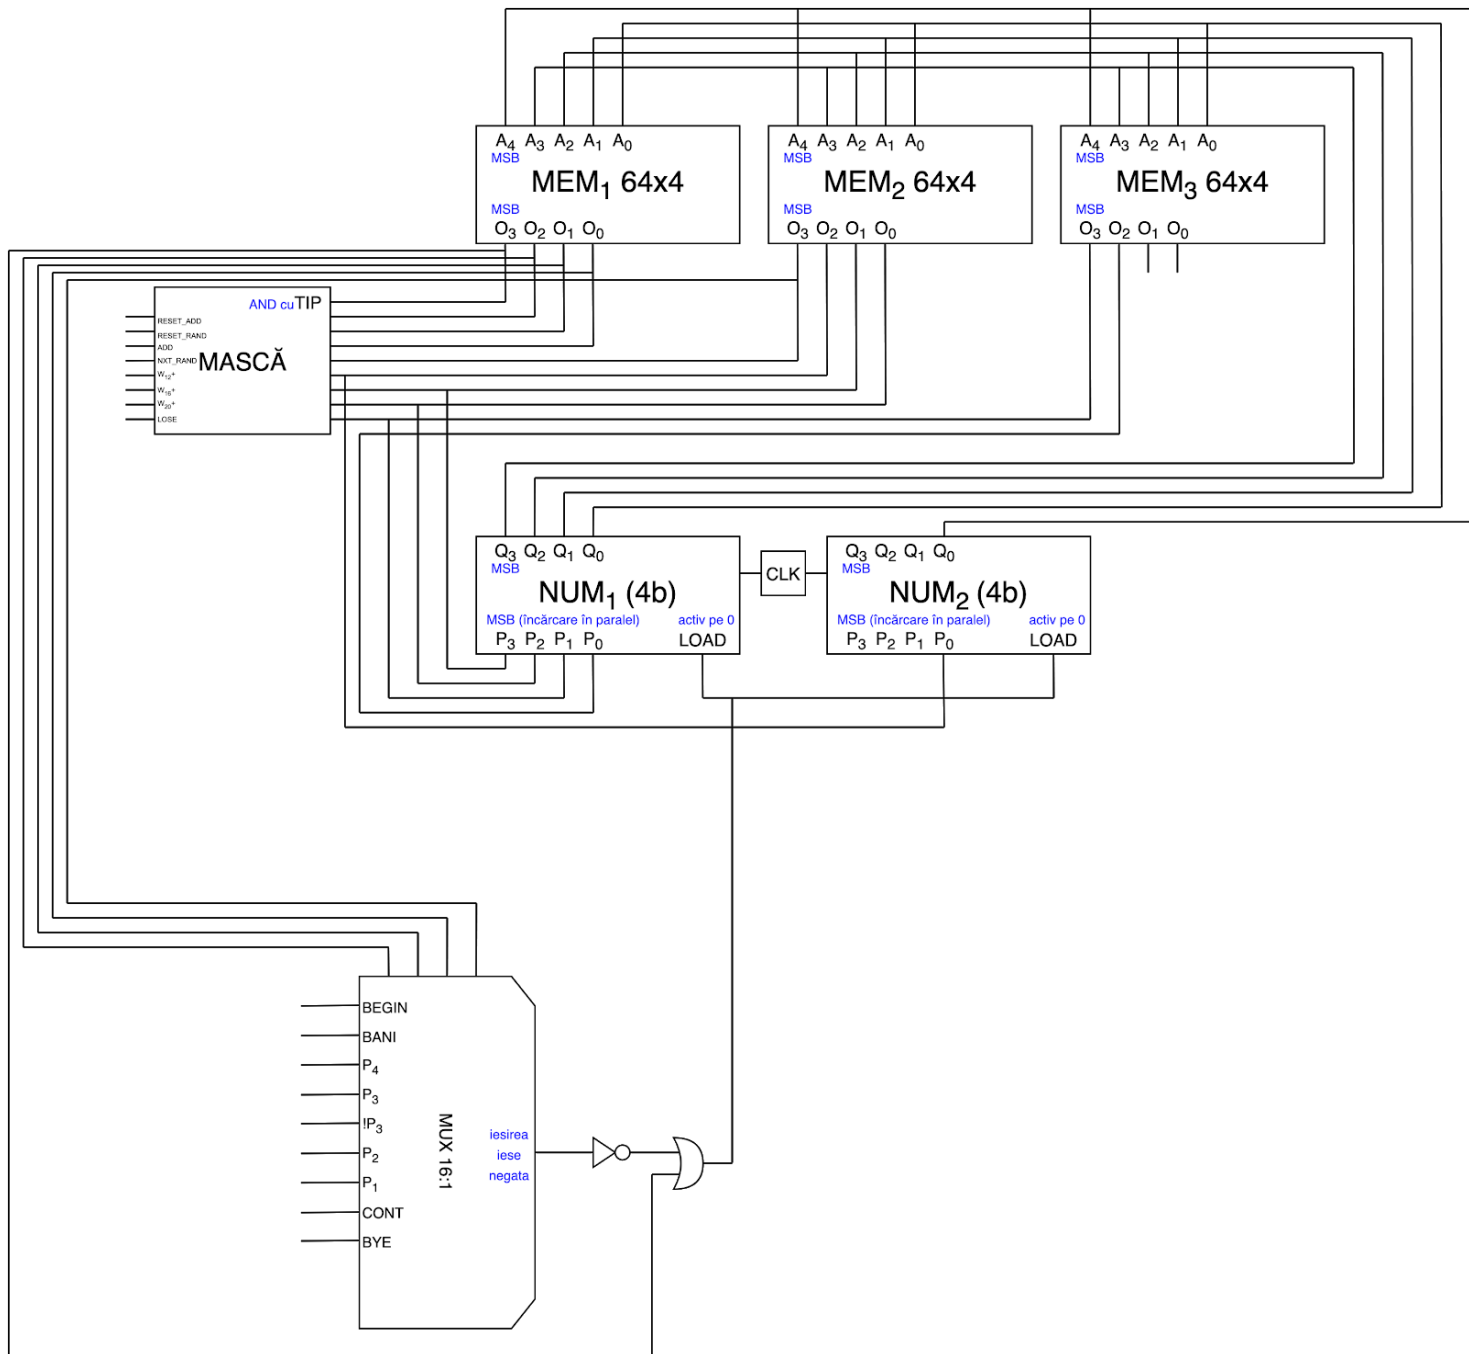 A4 A3 A2 A1 A0
MSB
MEM1 64x4
MSB
O3 O2 O1 O0
A4 A3 A2 A1 A0
MSB
MEM2 64x4
MSB
O3 O2 O1 O0
A4 A3 A2 A1 A0
MSB
MEM3 64x4
MSB
O3 O2 O1 O0
AND cu TIP
RESET_ADD
RESET_RAND
ADD
NXT_RAND
MASCĂ
W12+
W16+
W20+
LOSE
Q3 Q2 Q1 Q0
MSB
NUM1 (4b)
MSB (încărcare în paralel) activ pe 0
P3 P2 P1 P0 LOAD
CLK
Q3 Q2 Q1 Q0
MSB
NUM2 (4b)
MSB (încărcare în paralel) activ pe 0
P3 P2 P1 P0 LOAD
BEGIN
BANI
P4
P3
!P3
P2
P1
CONT
BYE
MUX 16:1
iesirea
iese
negata